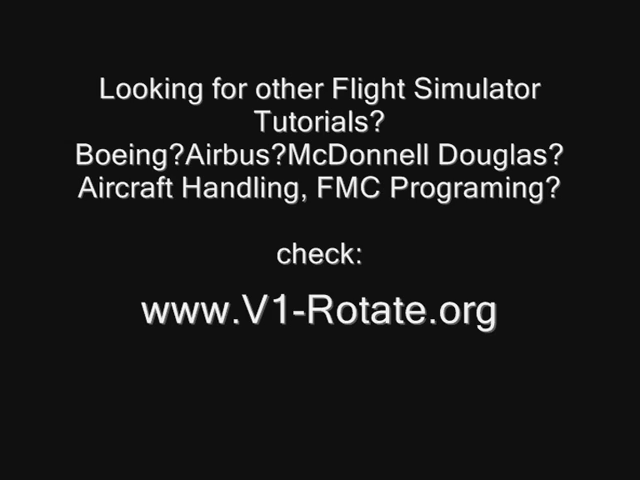 Looking for other Flight Simulator
Tutorials?
Boeing?Airbus?McDonnell Douglas?
Aircraft Handling, FMC Programing?
check:
www.V1-Rotate.org